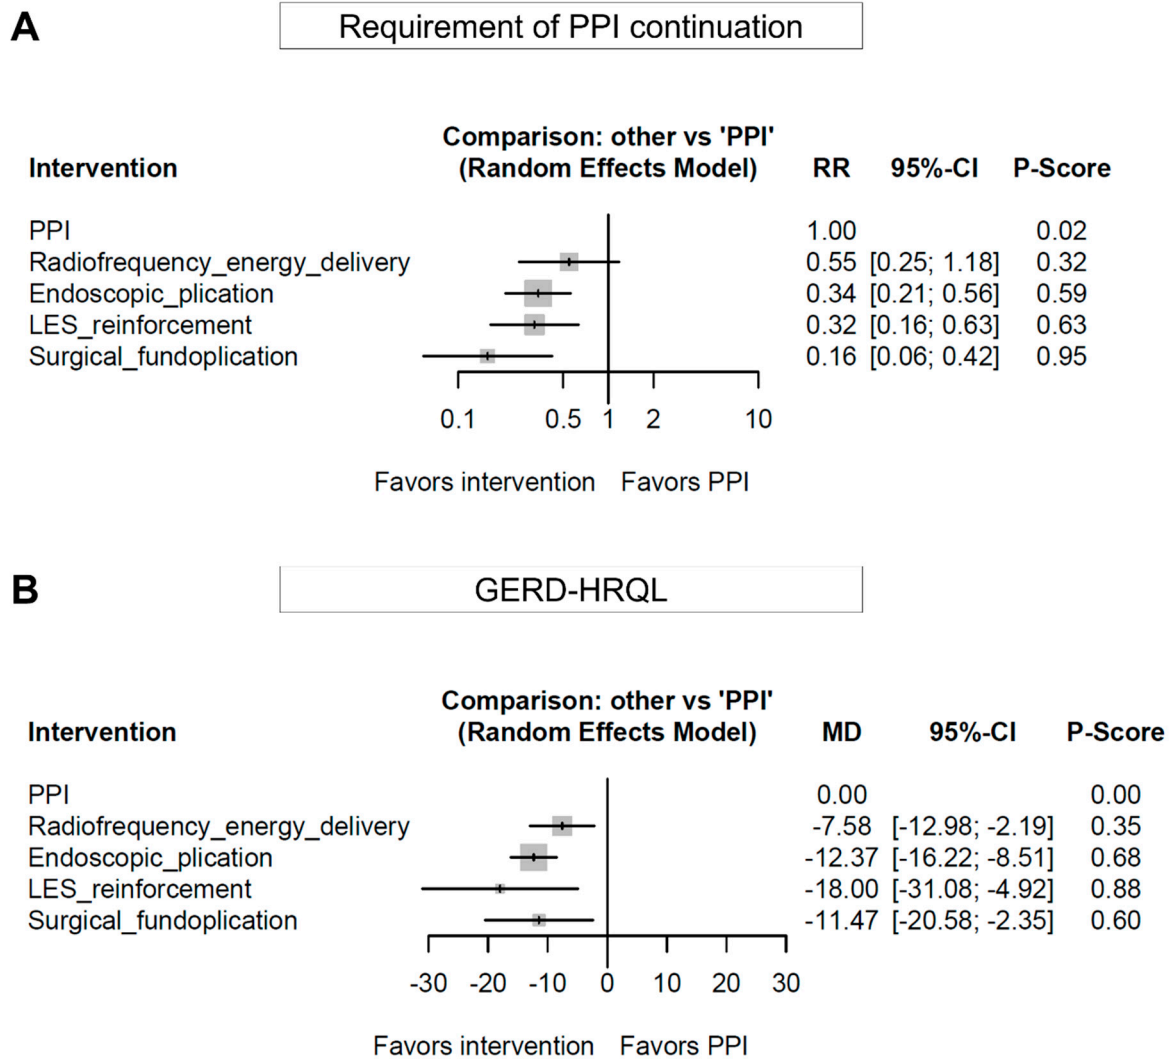 A
Requirement of PPI continuation
Comparison: other vs 'PPI'
Intervention (Random Effects Model) RR 95%-CI P-Score
PPI 1.00 0.02
Radiofrequency_energy_delivery 0.55 [0.25; 1.18] 0.32
Endoscopic_plication 0.34 [0.21; 0.56] 0.59
LES_reinforcement 0.32 [0.16; 0.63] 0.63
Surgical_fundoplication 0.16 [0.06; 0.42] 0.95
0.1 0.5 1 2 10
Favors intervention Favors PPI
B
GERD-HRQL
Comparison: other vs 'PPI'
Intervention (Random Effects Model) MD 95%-CI P-Score
PPI 0.00 0.00
Radiofrequency_energy_delivery -7.58 [-12.98; -2.19] 0.35
Endoscopic_plication -12.37 [-16.22; -8.51] 0.68
LES_reinforcement -18.00 [-31.08; -4.92] 0.88
Surgical_fundoplication -11.47 [-20.58; -2.35] 0.60
-30 -20 -10 0 10 20 30
Favors intervention Favors PPI